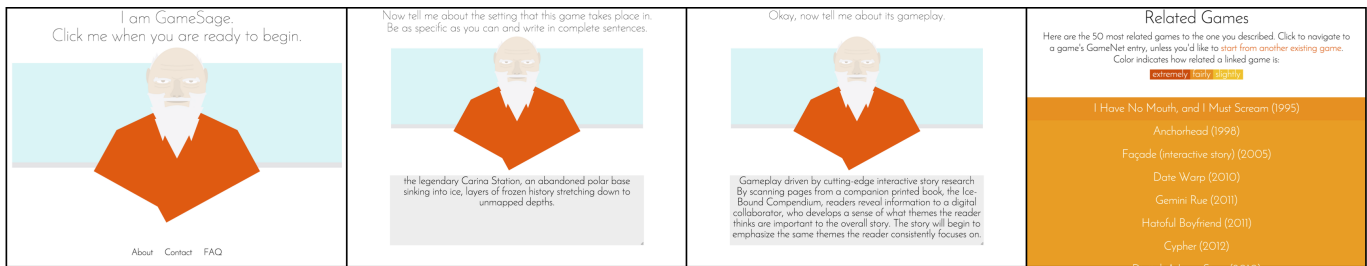 I am GameSage.
Click me when you are ready to begin.
About Contact FAQ
Now tell me about the setting that this game takes place in.
Be as specific as you can and write in complete sentences.
the legendary Carina Station, an abandoned polar base
sinking into ice, layers of frozen history stretching down to
unmapped depths.
Okay, now tell me about its gameplay.
Gameplay driven by cutting-edge interactive story research
By scanning pages from a companion printed book, the Ice-
Bound Compendium, readers reveal information to a digital
collaborator, who develops a sense of what themes the reader
thinks are important to the overall story. The story will begin to
emphasize the same themes the reader consistently focuses on.
Related Games
Here are the 50 most related games to the one you described. Click to navigate to
a game's GameNet entry, unless you'd like to start from another existing game.
Color indicates how related a linked game is:
extremely fairly slightly
I Have No Mouth, and I Must Scream (1995)
Anchorhead (1998)
Façade (interactive story) (2005)
Date Warp (2010)
Gemini Rue (2011)
Hatoful Boyfriend (2011)
Cypher (2012)